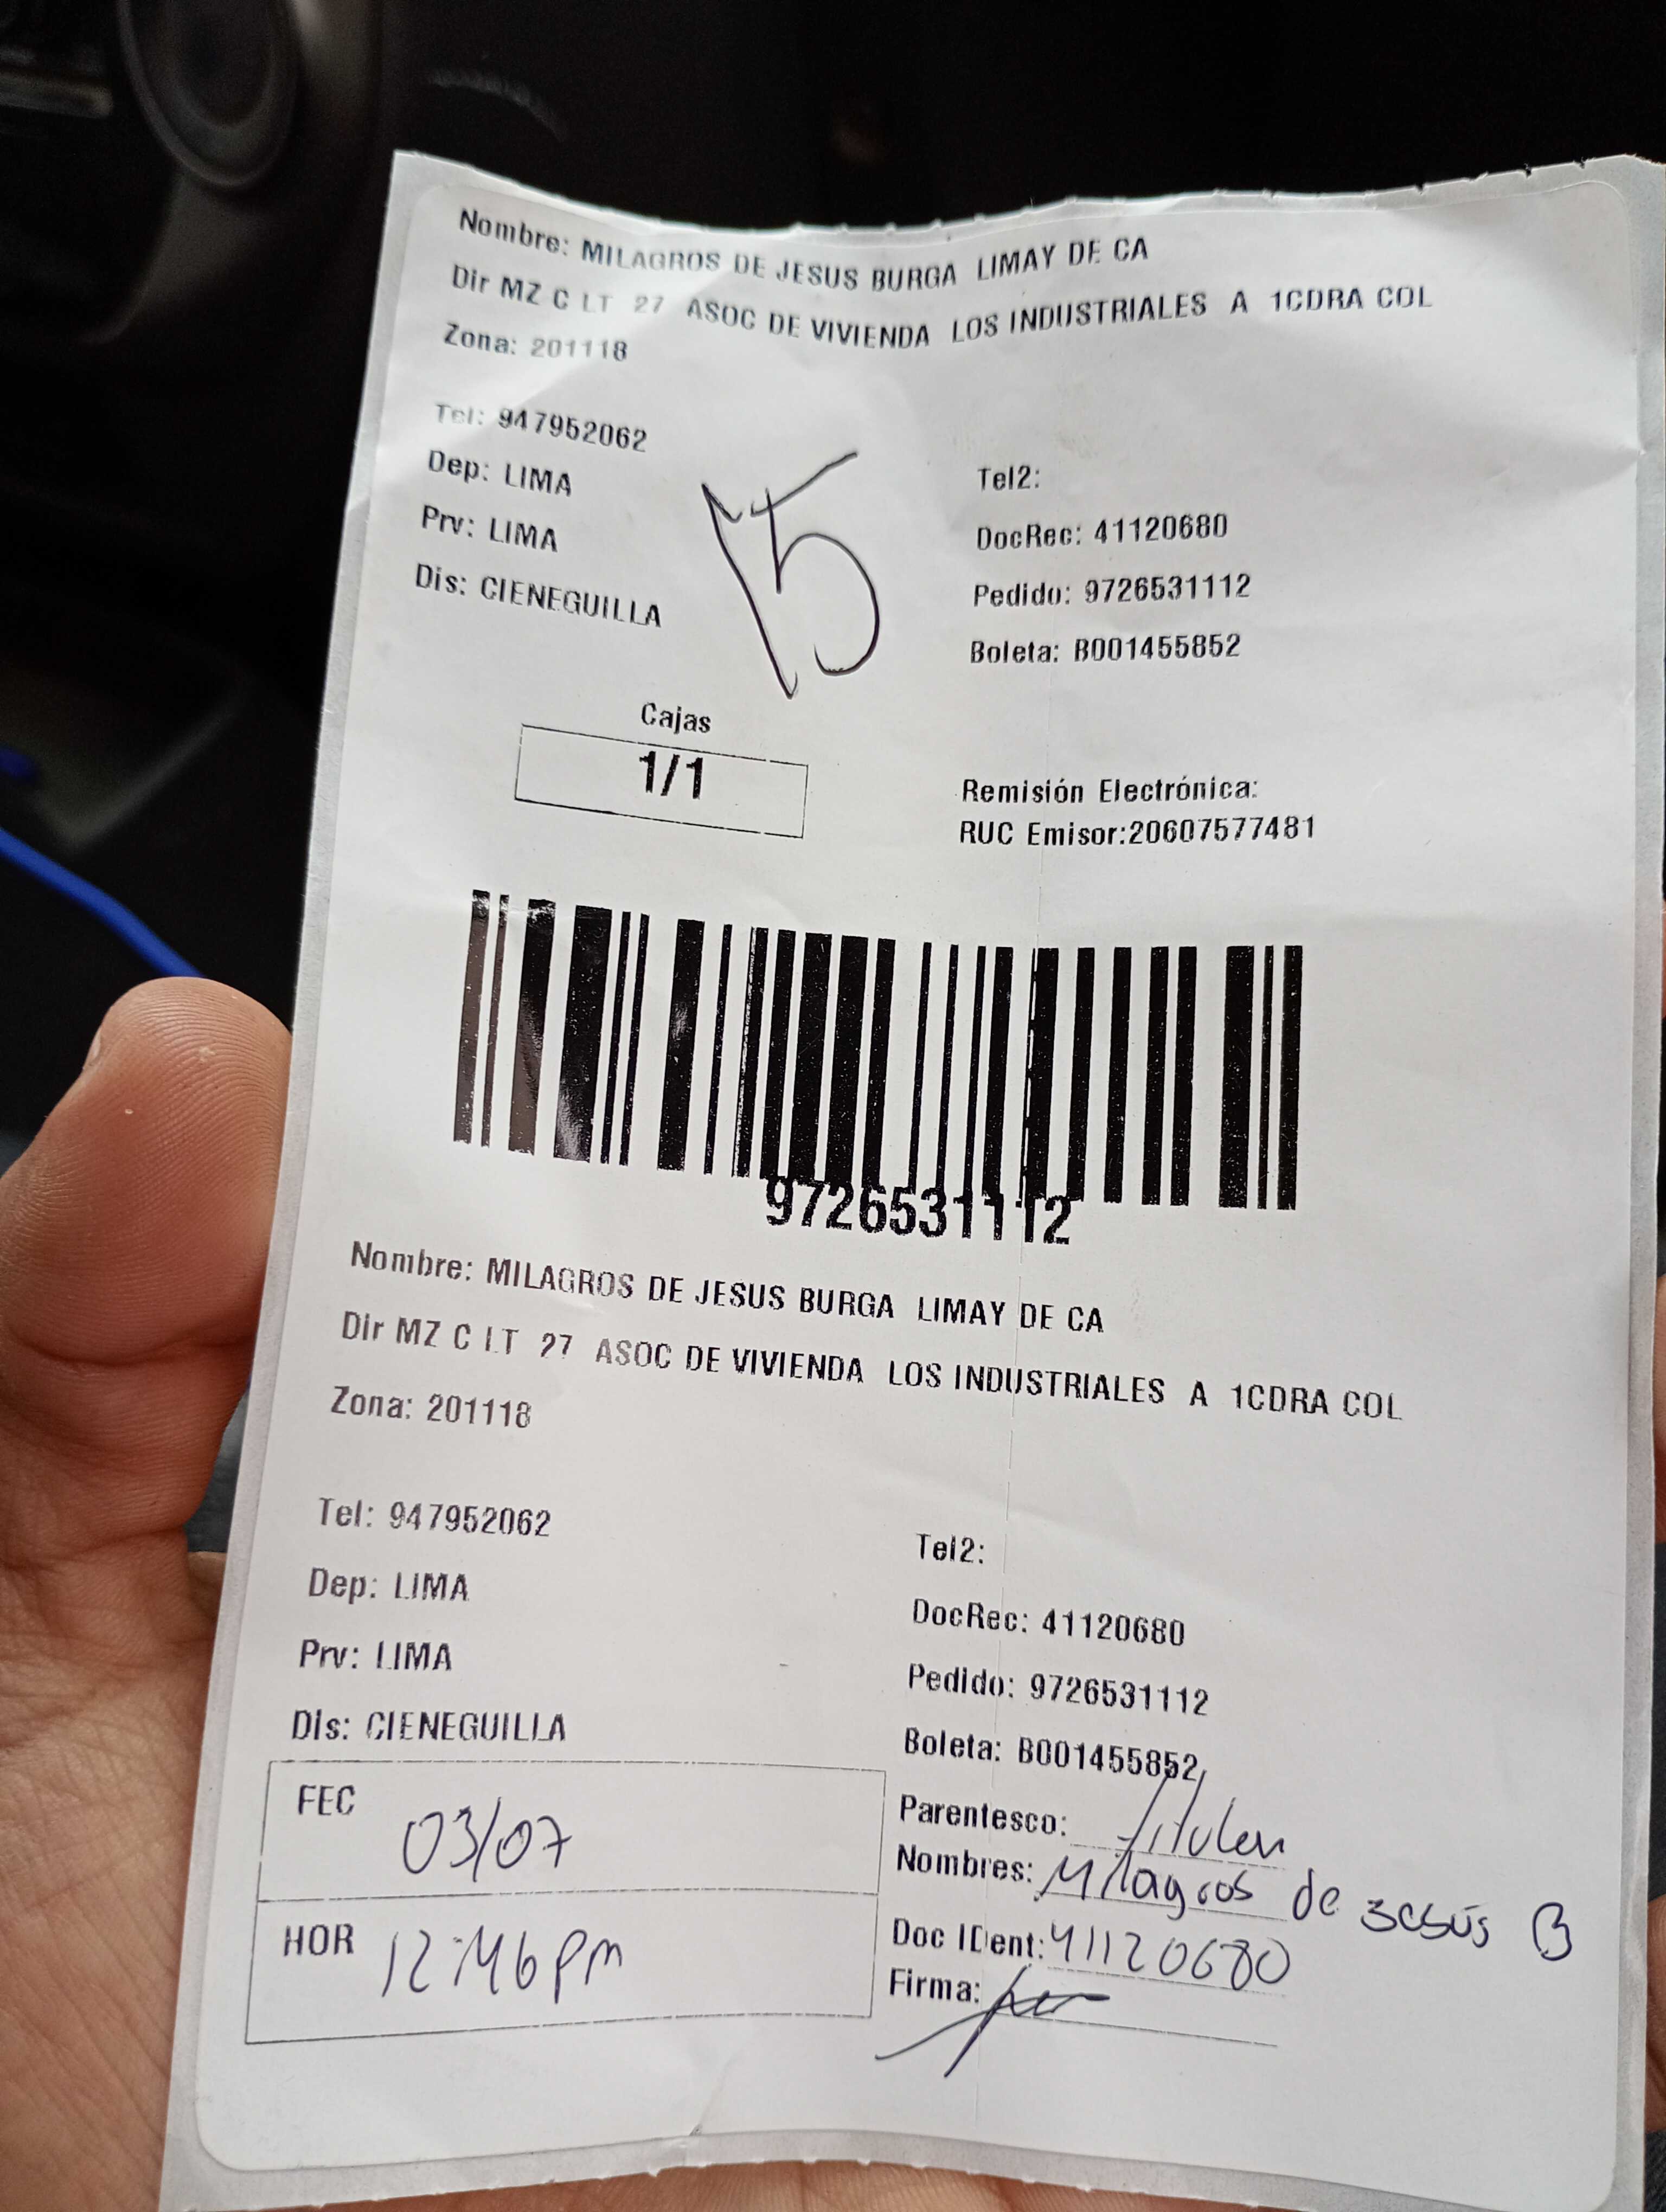 Nombre: MILAGROS DE JESUS BURGA LIMAY DE CA
Dir MZ C LT 27 ASOC DE VIVIENDA LOS INDUSTRIALES A 1CDRA COL
Zona: 201118
Tel: 947952062
Dep: LIMA
Prv: LIMA
Dis: CIENEGUILLA
15
Tel2:
DocRec: 41120680
Pedido: 9726531112
Boleta: B001455852
Cajas
1/1
Remisión Electrónica:
RUC Emisor:20607577481
9726531112
Nombre: MILAGROS DE JESUS BURGA LIMAY DE CA
Dir MZ C LT 27 ASOC DE VIVIENDA LOS INDUSTRIALES A 1CDRA COL
Zona: 201118
Tel: 947952062
Dep: LIMA
Prv: LIMA
Dis: CIENEGUILLA
Tel2:
DocRec: 41120680
Pedido: 9726531112
Boleta: B001455852
FEC 03/07
HOR 12:46 pm
Parentesco: Titular
Nombres: Milagros de Jesús B
Doc IDent: 41120680
Firma: